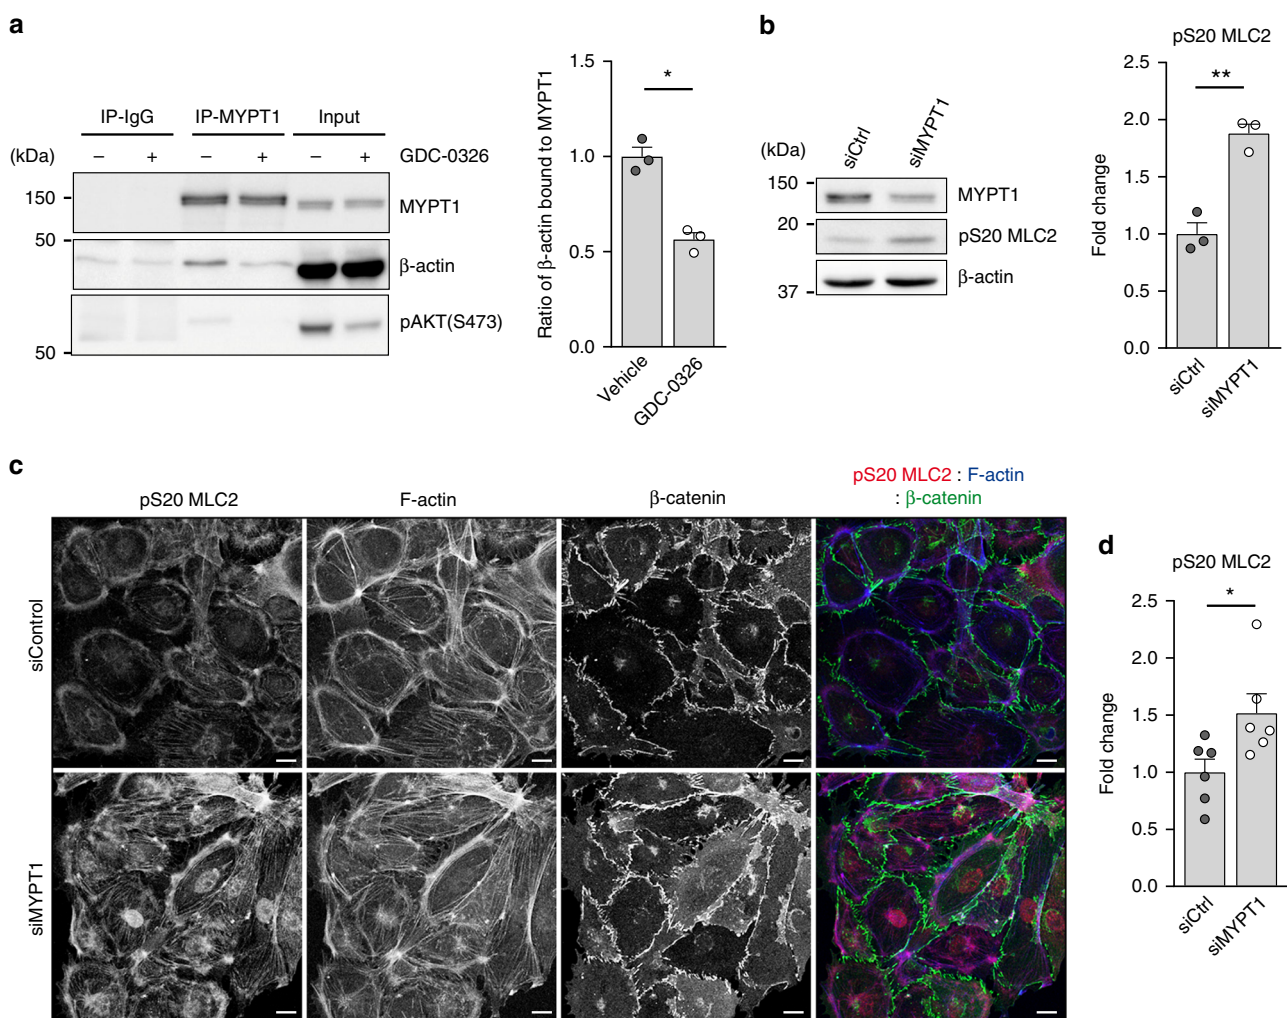 a
IP-IgG IP-MYPT1 Input
(kDa) – + – + – + GDC-0326
150 MYPT1
50
β-actin
pAKT(S473)
50
Ratio of β-actin bound to MYPT1
1.5
1.0
0.5
0.0
*
Vehicle
GDC-0326
b
(kDa) siCtrl siMYPT1
150 MYPT1
20 pS20 MLC2
β-actin
37
pS20 MLC2
Fold change
2.5
2.0
1.5
1.0
0.5
0.0
**
siCtrl
siMYPT1
c
pS20 MLC2 F-actin β-catenin pS20 MLC2 : F-actin
: β-catenin
siControl
siMYPT1
d
pS20 MLC2
Fold change
2.5
2.0
1.5
1.0
0.5
0.0
*
siCtrl
siMYPT1